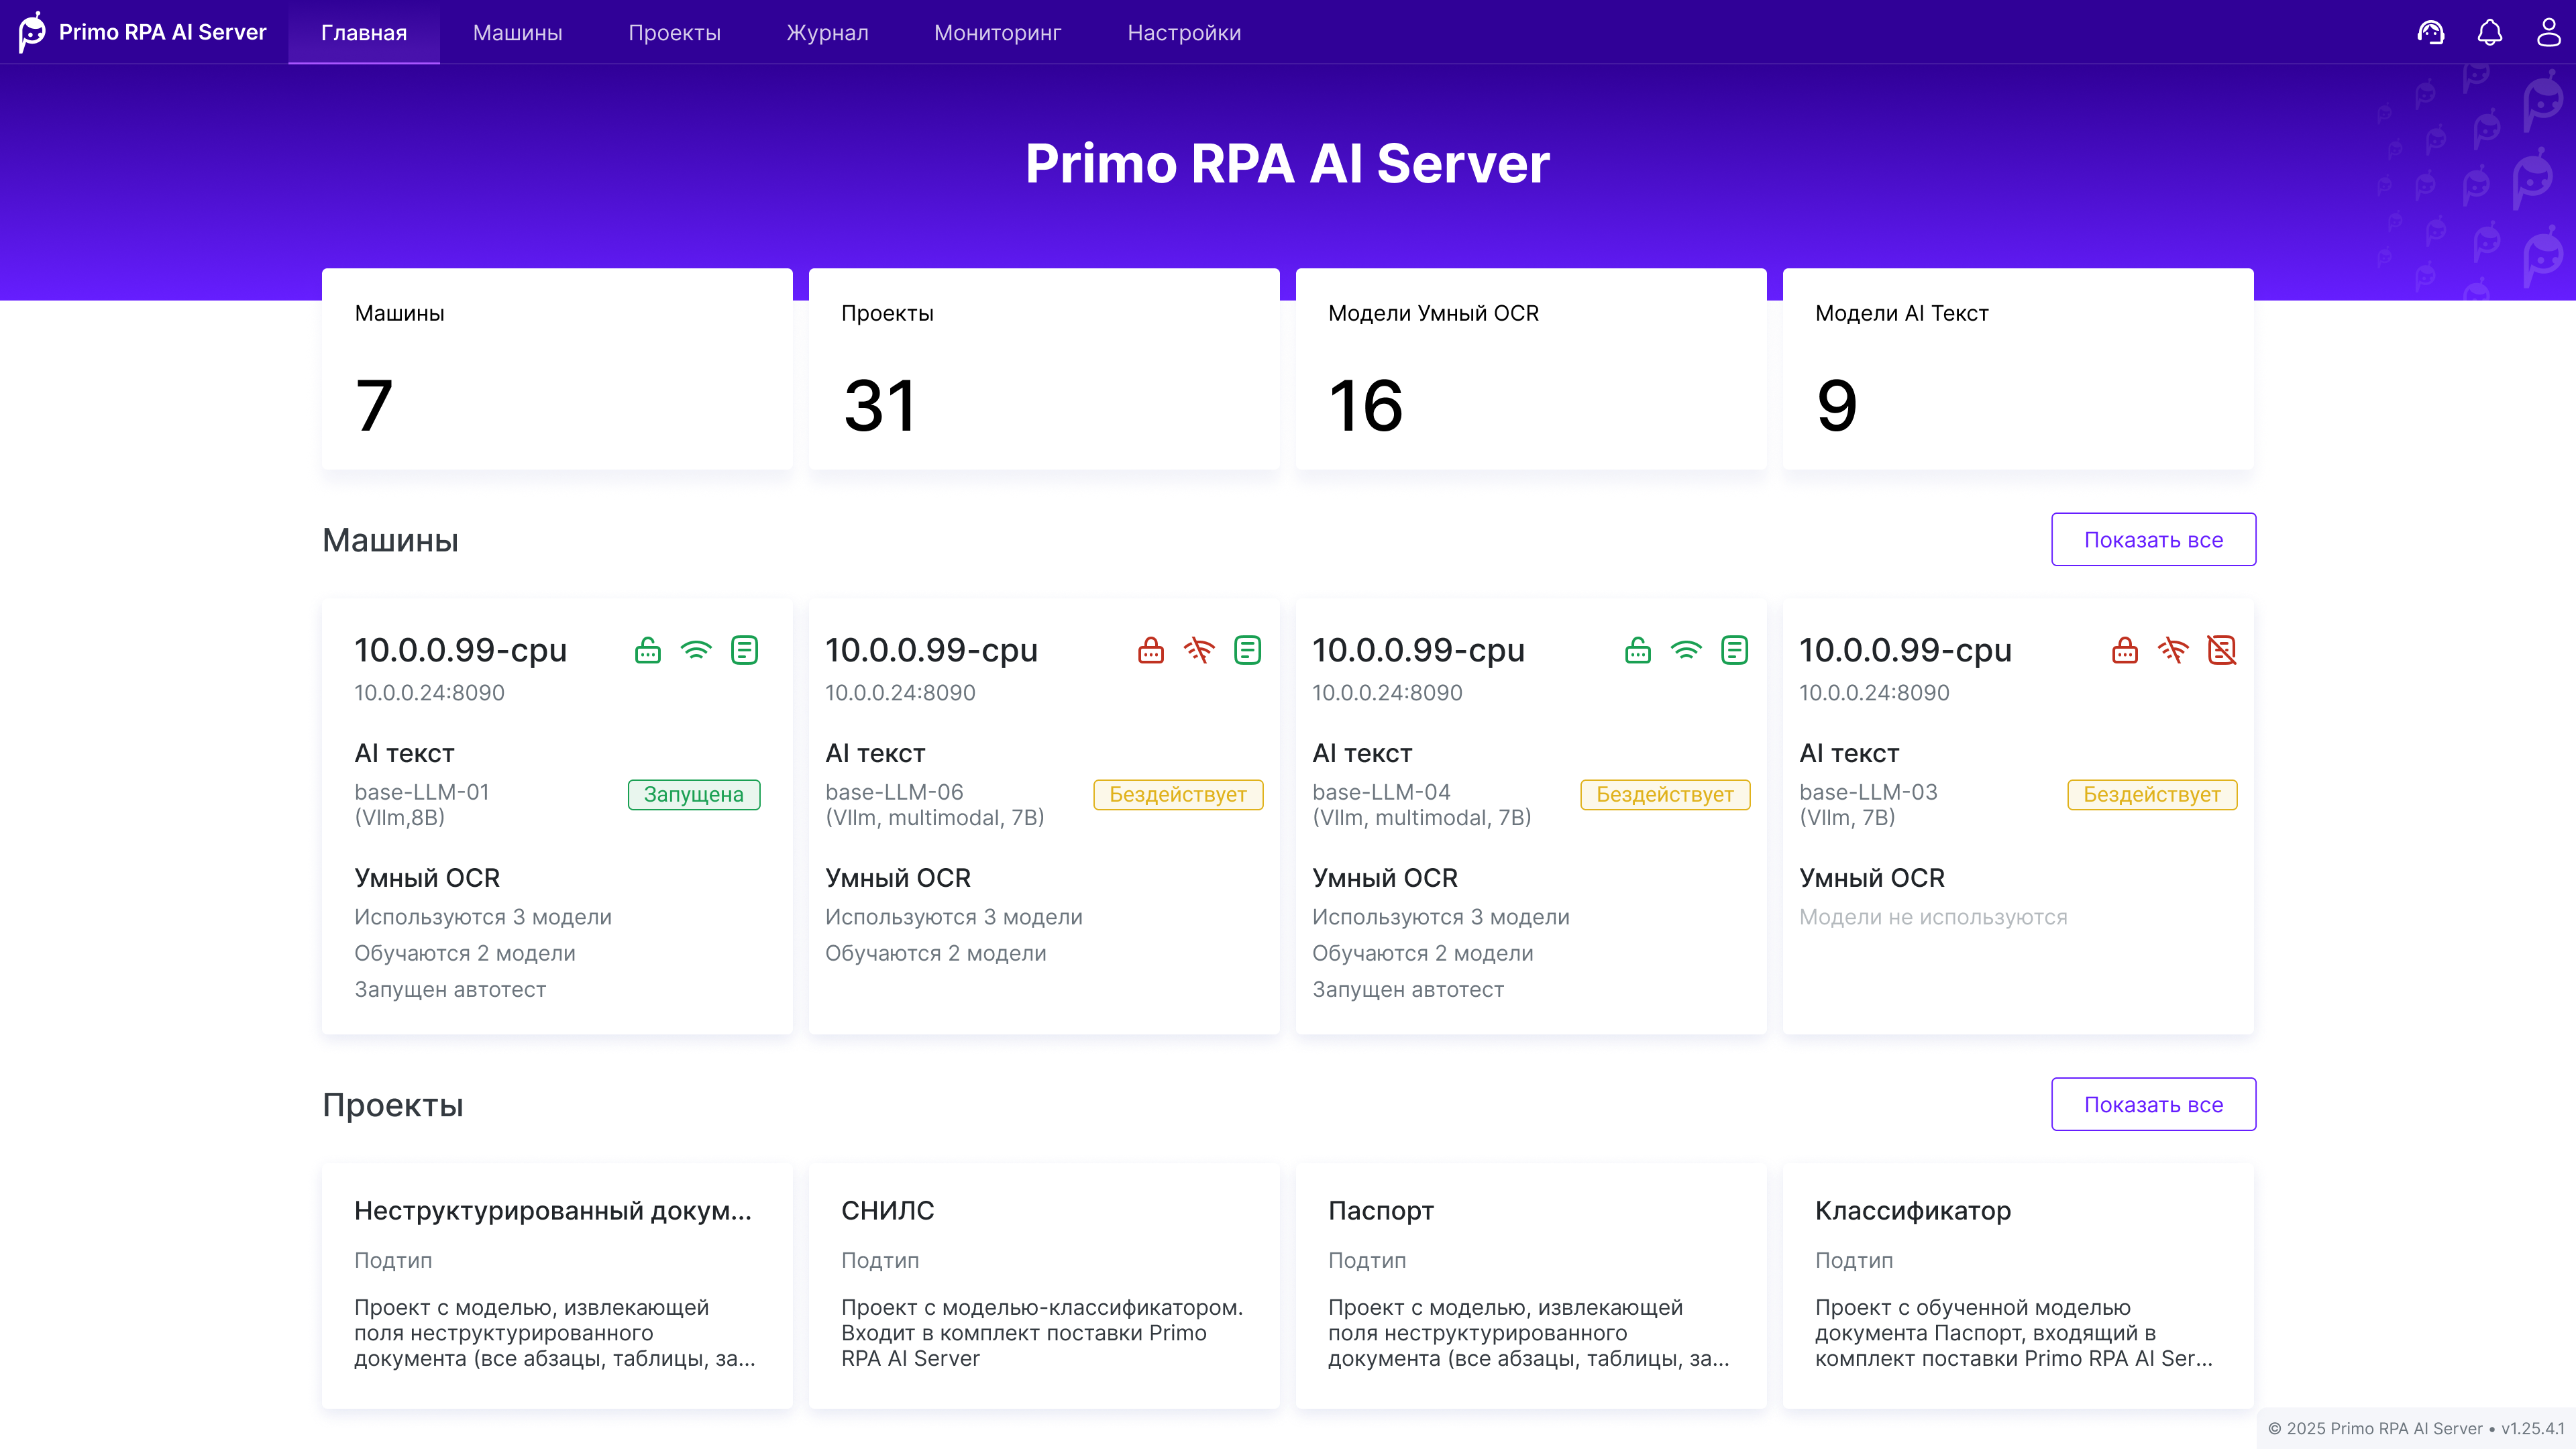 Primo RPA AI Server
Главная
Машины
Проекты
Журнал
Мониторинг
Настройки
Primo RPA AI Server
Машины
7
Проекты
31
Модели Умный OCR
16
Модели AI Текст
9
Машины
Показать все
10.0.0.99-cpu
10.0.0.24:8090
AI текст
base-LLM-01
(Vllm,8B)
Запущена
Умный OCR
Используются 3 модели
Обучаются 2 модели
Запущен автотест
10.0.0.99-cpu
10.0.0.24:8090
AI текст
base-LLM-06
(Vllm, multimodal, 7B)
Бездействует
Умный OCR
Используются 3 модели
Обучаются 2 модели
10.0.0.99-cpu
10.0.0.24:8090
AI текст
base-LLM-04
(Vllm, multimodal, 7B)
Бездействует
Умный OCR
Используются 3 модели
Обучаются 2 модели
Запущен автотест
10.0.0.99-cpu
10.0.0.24:8090
AI текст
base-LLM-03
(Vllm, 7B)
Бездействует
Умный OCR
Модели не используются
Проекты
Показать все
Неструктурированный докум...
Подтип
Проект с моделью, извлекающей
поля неструктурированного
документа (все абзацы, таблицы, за...
СНИЛС
Подтип
Проект с моделью-классификатором.
Входит в комплект поставки Primo
RPA AI Server
Паспорт
Подтип
Проект с моделью, извлекающей
поля неструктурированного
документа (все абзацы, таблицы, за...
Классификатор
Подтип
Проект с обученной моделью
документа Паспорт, входящий в
комплект поставки Primo RPA AI Ser...
© 2025 Primo RPA AI Server • v1.25.4.1